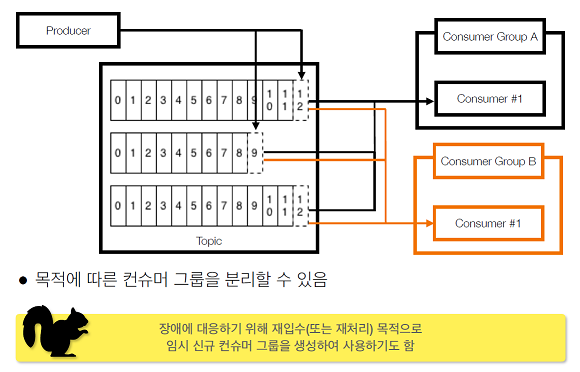 Producer
Consumer Group A
Consumer #1
0 1 2 3 4 5 6 7 8 9 10 11 12
0 1 2 3 4 5 6 7 8 9
Consumer Group B
0 1 2 3 4 5 6 7 8 9 10 11 12
Consumer #1
Topic
● 목적에 따른 컨슈머 그룹을 분리할 수 있음
장애에 대응하기 위해 재입수(또는 재처리) 목적으로
임시 신규 컨슈머 그룹을 생성하여 사용하기도 함